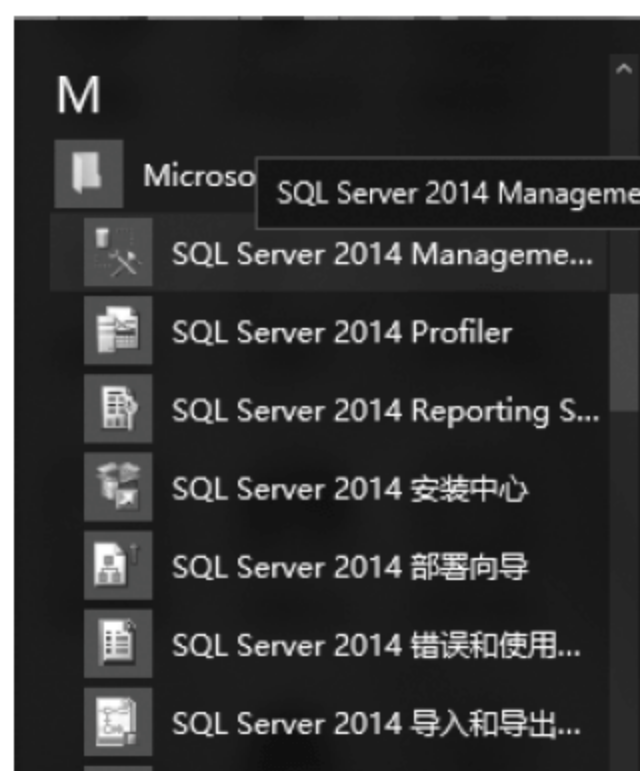 M
Microso
SQL Server 2014 Manageme
SQL Server 2014 Manageme...
SQL Server 2014 Profiler
SQL Server 2014 Reporting S...
SQL Server 2014 安装中心
SQL Server 2014 部署向导
SQL Server 2014 错误和使用...
SQL Server 2014 导入和导出...